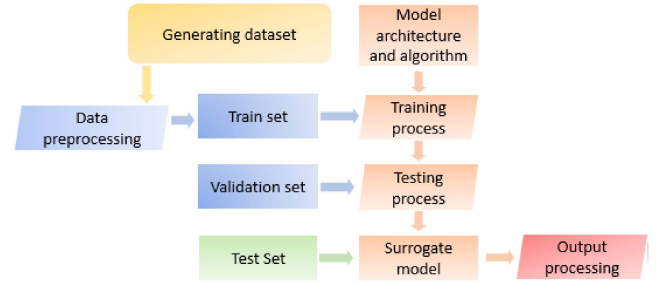 Generating dataset
Model
architecture
and algorithm
Data
preprocessing
Train set
Training
process
Validation set
Testing
process
Test Set
Surrogate
model
Output
processing